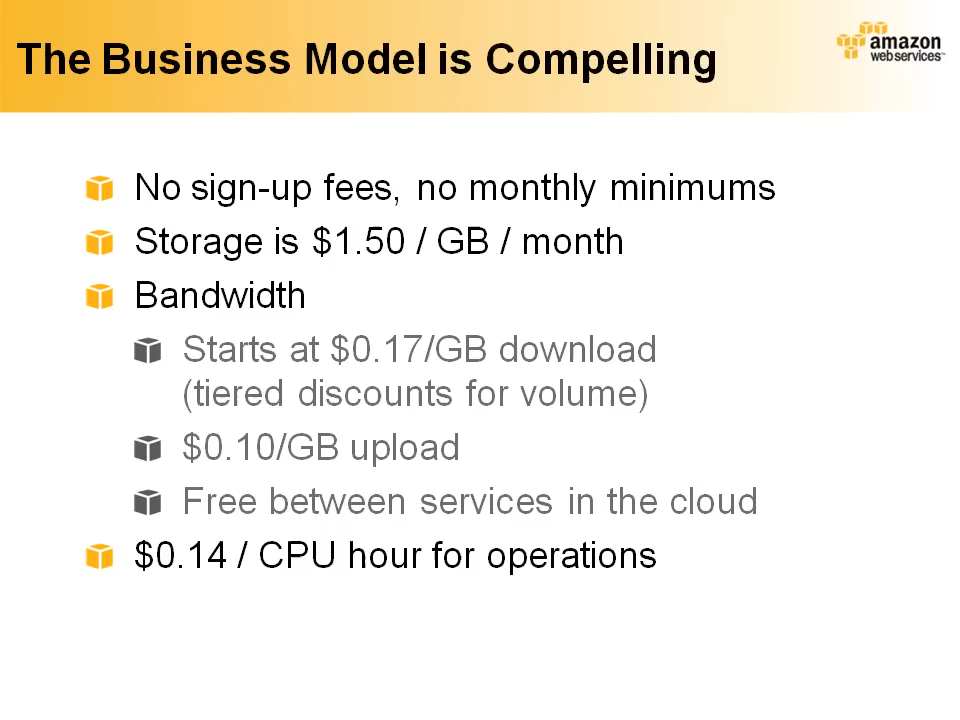 The Business Model is Compelling
amazon
webservices™
No sign-up fees, no monthly minimums
Storage is $1.50 / GB / month
Bandwidth
Starts at $0.17/GB download
(tiered discounts for volume)
$0.10/GB upload
Free between services in the cloud
$0.14 / CPU hour for operations